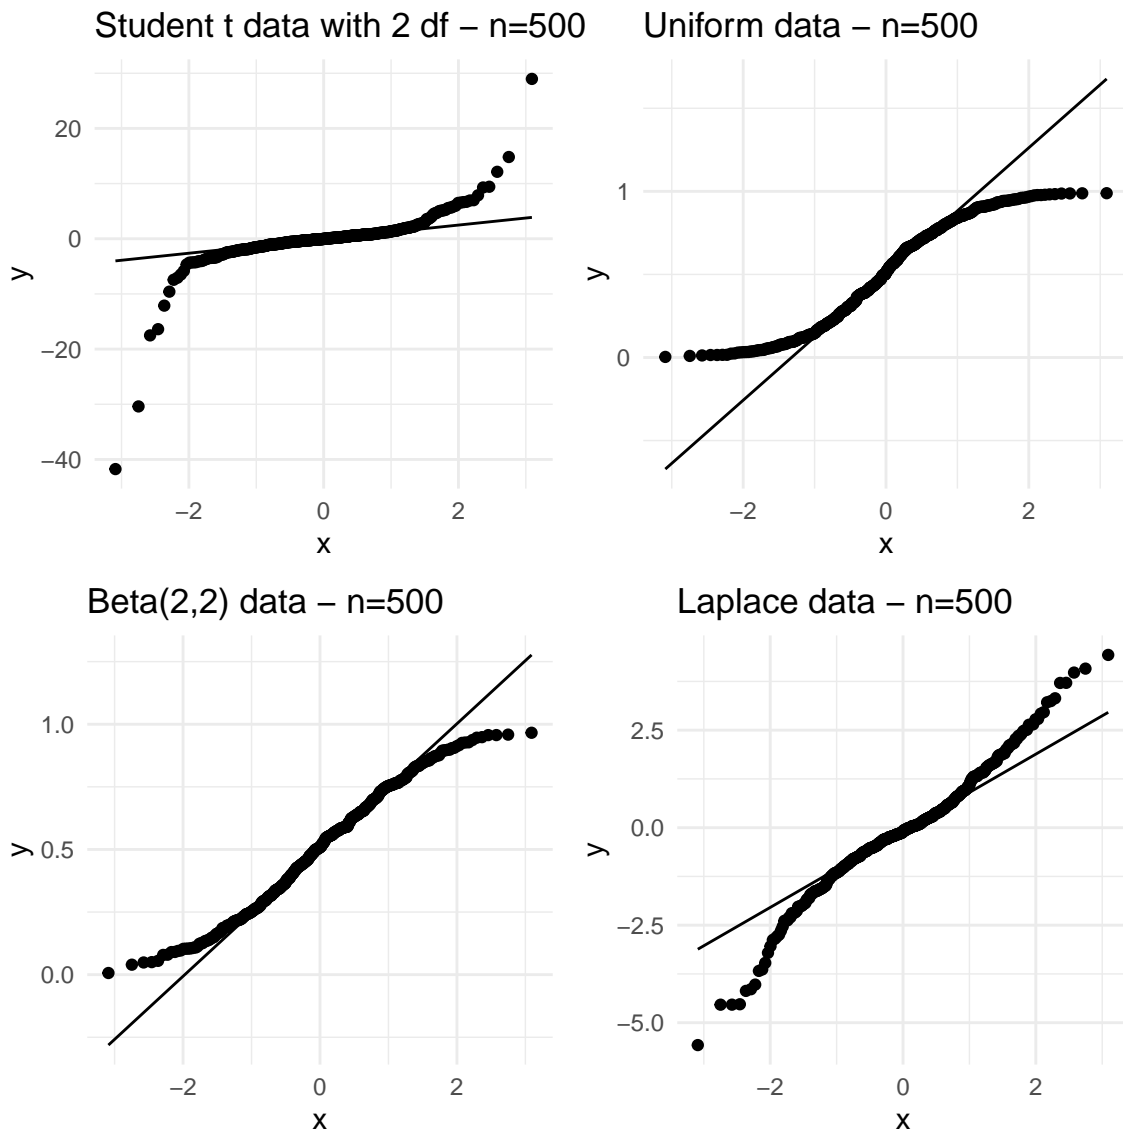 Student t data with 2 df − n=500
20
0
−20
−40
y
−2 0 2
x
Uniform data − n=500
1
0
y
−2 0 2
x
Beta(2,2) data − n=500
1.0
0.5
0.0
y
−2 0 2
x
Laplace data − n=500
2.5
0.0
−2.5
−5.0
y
−2 0 2
x